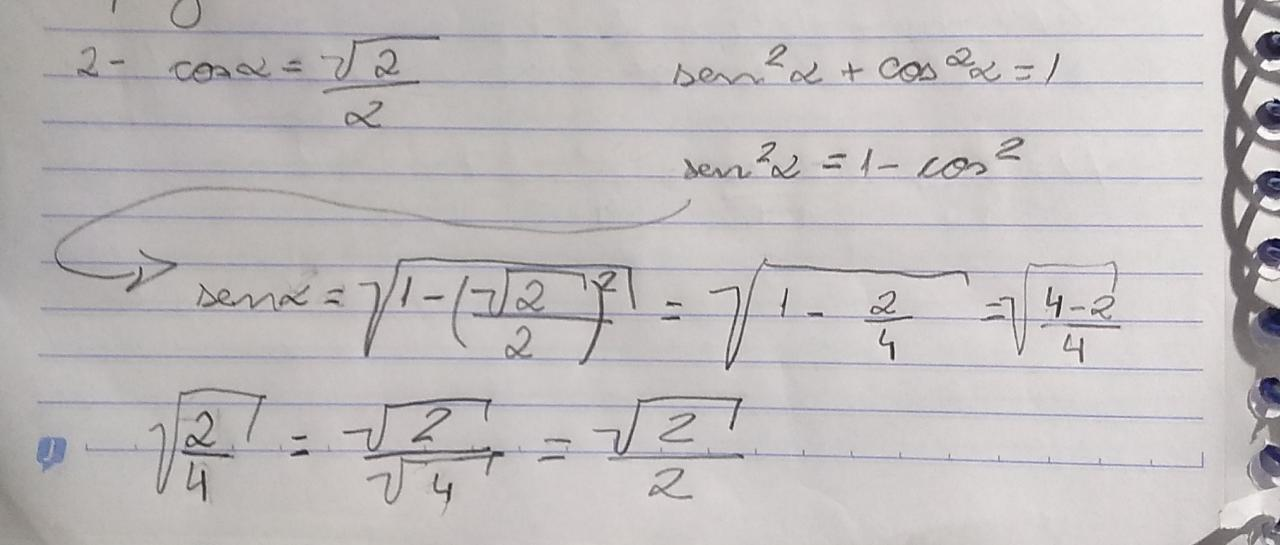 2- cosα = √2/2 sen²α + cos²α = 1
sen²α = 1 - cos²
senα = √(1-(√2/2)²) = √(1 - 2/4) = √((4-2)/4)
√(2/4) = √2/√4 = √2/2